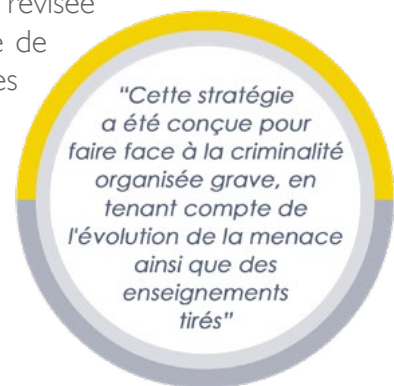 révisée
de
es
"Cette stratégie
a été conçue pour
faire face à la criminalité
organisée grave, en
tenant compte de
l'évolution de la menace
ainsi que des
enseignements
tirés"